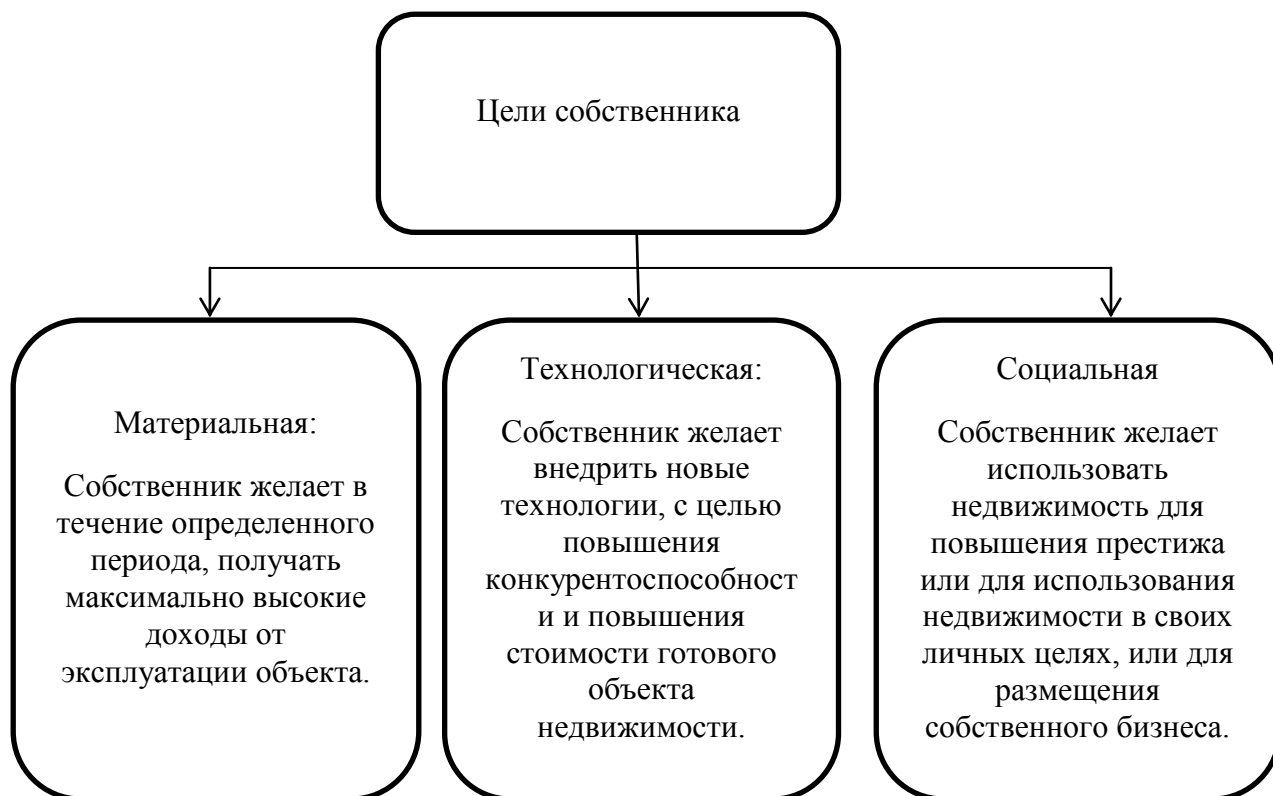 Цели собственника
Материальная:
Собственник желает в
течение определенного
периода, получать
максимально высокие
доходы от
эксплуатации объекта.
Технологическая:
Собственник желает
внедрить новые
технологии, с целью
повышения
конкурентоспособност
и и повышения
стоимости готового
объекта
недвижимости.
Социальная
Собственник желает
использовать
недвижимость для
повышения престижа
или для использования
недвижимости в своих
личных целях, или для
размещения
собственного бизнеса.